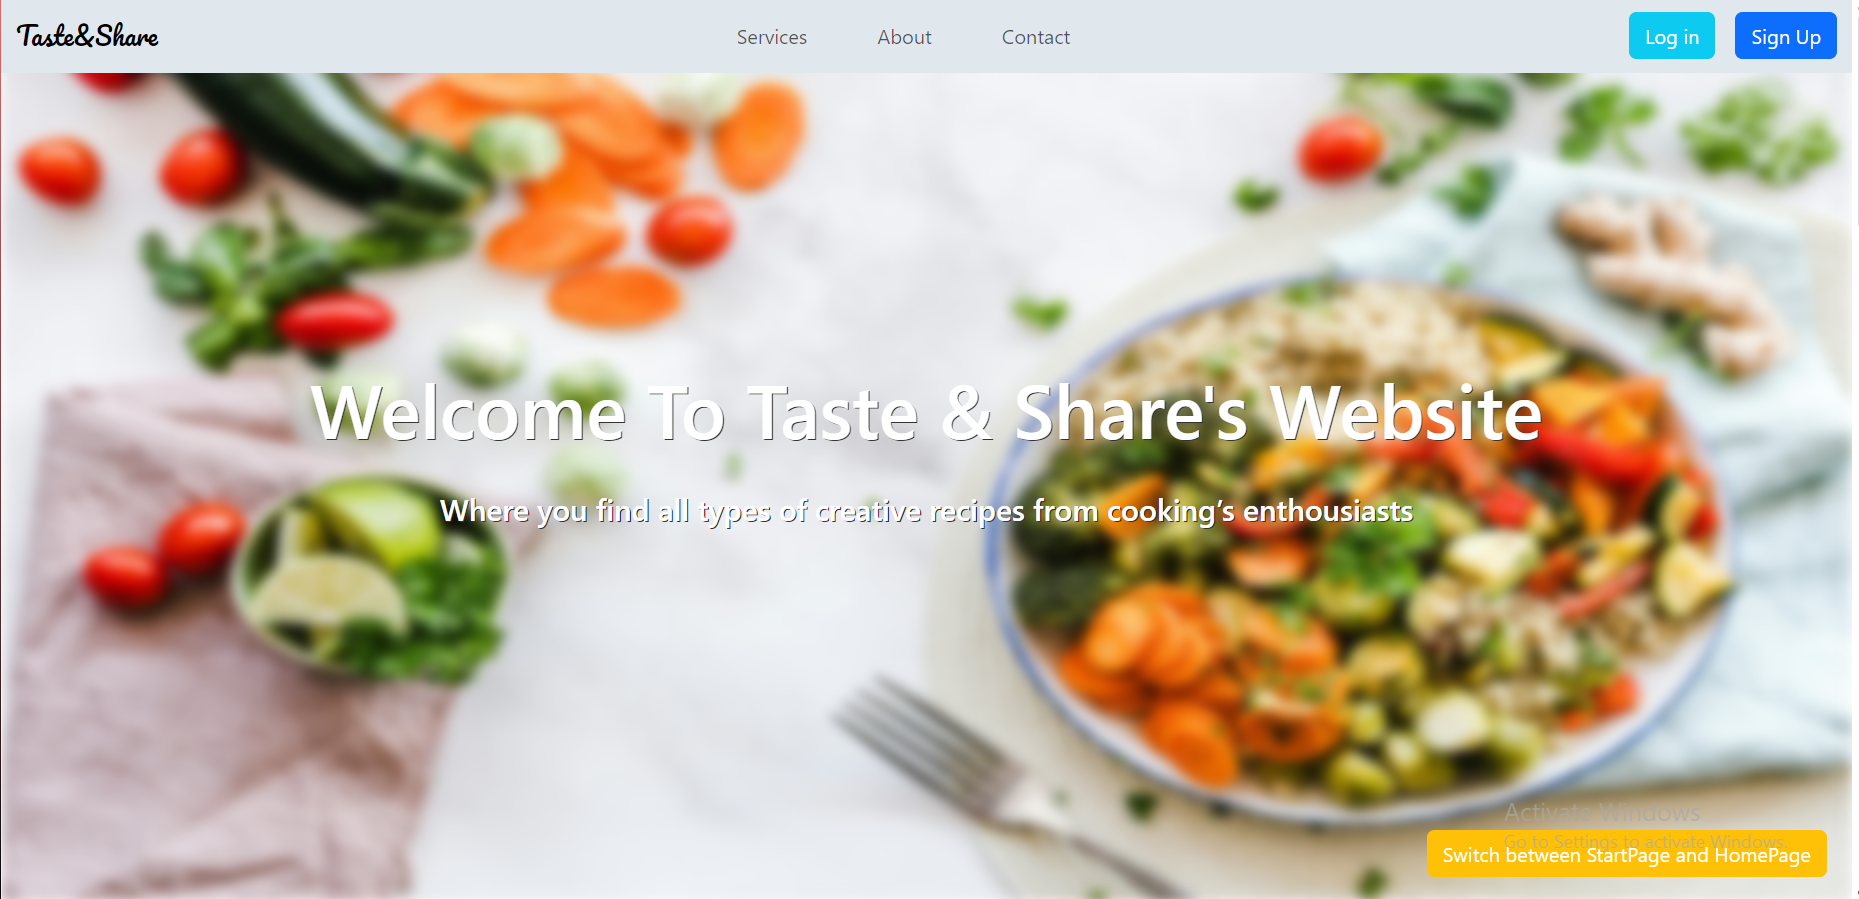 Taste&Share
Services
About
Contact
Log in
Sign Up
Welcome To Taste & Share's Website
Where you find all types of creative recipes from cooking’s enthousiasts
Activate Windows
Go to Settings to activate Windows.
Switch between StartPage and HomePage